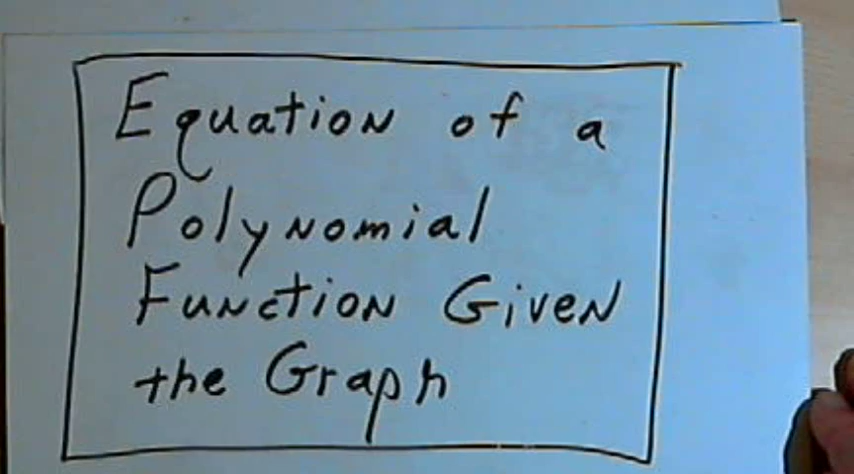 Equation of a
Polynomial
Function Given
the Graph